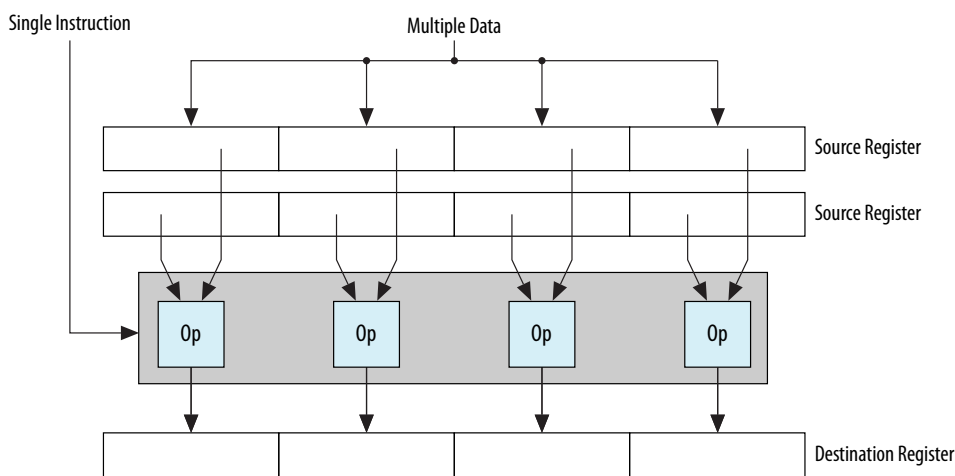 Single Instruction
Multiple Data
Source Register
Source Register
Op
Op
Op
Op
Destination Register